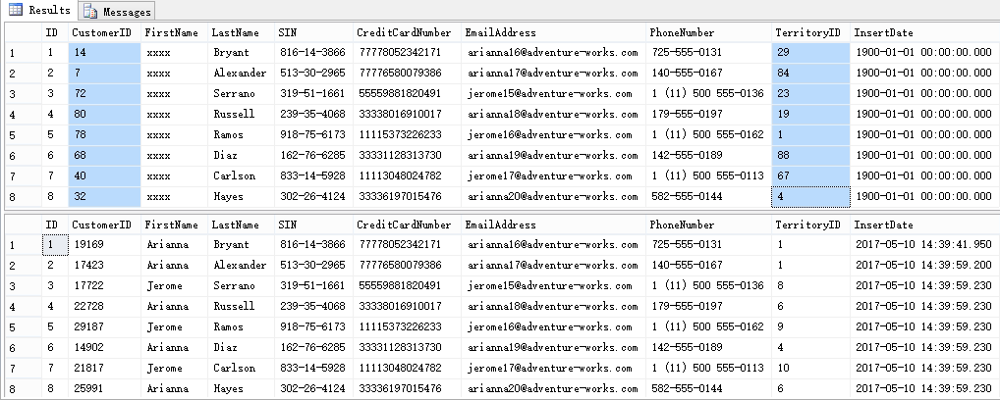 Results Messages
ID CustomerID FirstName LastName SIN CreditCardNumber EmailAddress PhoneNumber TerritoryID InsertDate
1 1 14 xxxx Bryant 816-14-3866 77778052342171 arianna16@adventure-works.com 725-555-0131 29 1900-01-01 00:00:00.000
2 2 7 xxxx Alexander 513-30-2965 77776580079386 arianna17@adventure-works.com 140-555-0167 84 1900-01-01 00:00:00.000
3 3 72 xxxx Serrano 319-51-1661 55559881820491 jerome15@adventure-works.com 1 (11) 500 555-0136 23 1900-01-01 00:00:00.000
4 4 80 xxxx Russell 239-35-4068 33338016910017 arianna18@adventure-works.com 179-555-0197 19 1900-01-01 00:00:00.000
5 5 78 xxxx Ramos 918-75-6173 11115373226233 jerome16@adventure-works.com 1 (11) 500 555-0162 1 1900-01-01 00:00:00.000
6 6 68 xxxx Diaz 162-76-6285 33331128313730 arianna19@adventure-works.com 142-555-0189 88 1900-01-01 00:00:00.000
7 7 40 xxxx Carlson 833-14-5928 11113048024782 jerome17@adventure-works.com 1 (11) 500 555-0113 67 1900-01-01 00:00:00.000
8 8 32 xxxx Hayes 302-26-4124 33336197015476 arianna20@adventure-works.com 582-555-0144 4 1900-01-01 00:00:00.000
ID CustomerID FirstName LastName SIN CreditCardNumber EmailAddress PhoneNumber TerritoryID InsertDate
1 1 19169 Arianna Bryant 816-14-3866 77778052342171 arianna16@adventure-works.com 725-555-0131 1 2017-05-10 14:39:41.950
2 2 17423 Arianna Alexander 513-30-2965 77776580079386 arianna17@adventure-works.com 140-555-0167 1 2017-05-10 14:39:59.200
3 3 17722 Jerome Serrano 319-51-1661 55559881820491 jerome15@adventure-works.com 1 (11) 500 555-0136 8 2017-05-10 14:39:59.230
4 4 22728 Arianna Russell 239-35-4068 33338016910017 arianna18@adventure-works.com 179-555-0197 6 2017-05-10 14:39:59.230
5 5 29187 Jerome Ramos 918-75-6173 11115373226233 jerome16@adventure-works.com 1 (11) 500 555-0162 9 2017-05-10 14:39:59.230
6 6 14902 Arianna Diaz 162-76-6285 33331128313730 arianna19@adventure-works.com 142-555-0189 4 2017-05-10 14:39:59.230
7 7 21817 Jerome Carlson 833-14-5928 11113048024782 jerome17@adventure-works.com 1 (11) 500 555-0113 10 2017-05-10 14:39:59.230
8 8 25991 Arianna Hayes 302-26-4124 33336197015476 arianna20@adventure-works.com 582-555-0144 6 2017-05-10 14:39:59.230